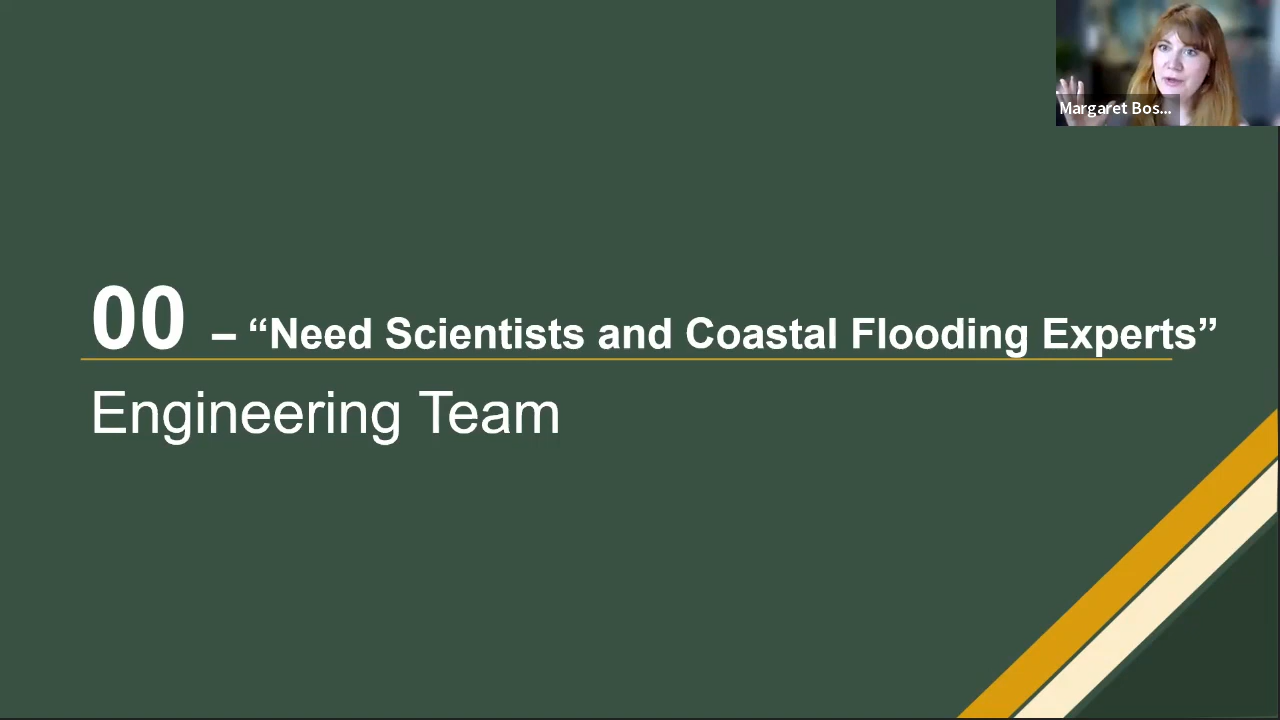 Margaret Bos...
00 – “Need Scientists and Coastal Flooding Experts”
Engineering Team